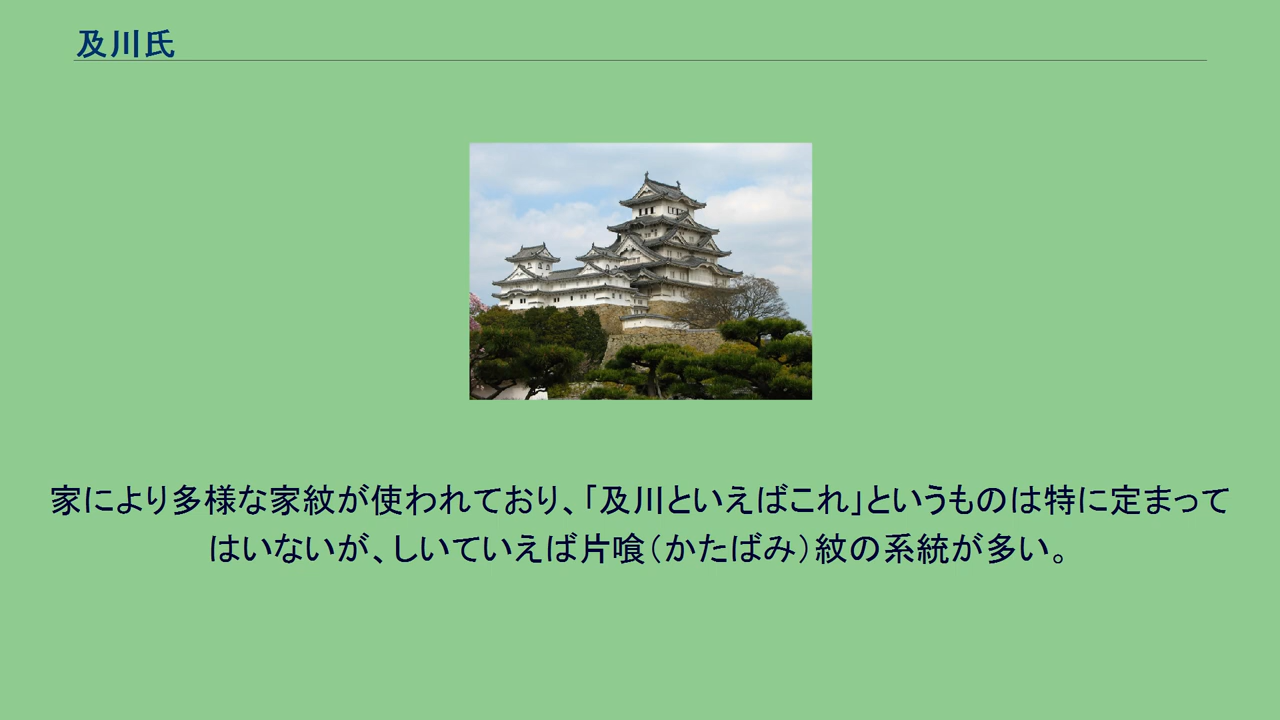 及川氏
家により多様な家紋が使われており、「及川といえばこれ」というものは特に定まって
はいないが、しいていえば片喰（かたばみ）紋の系統が多い。